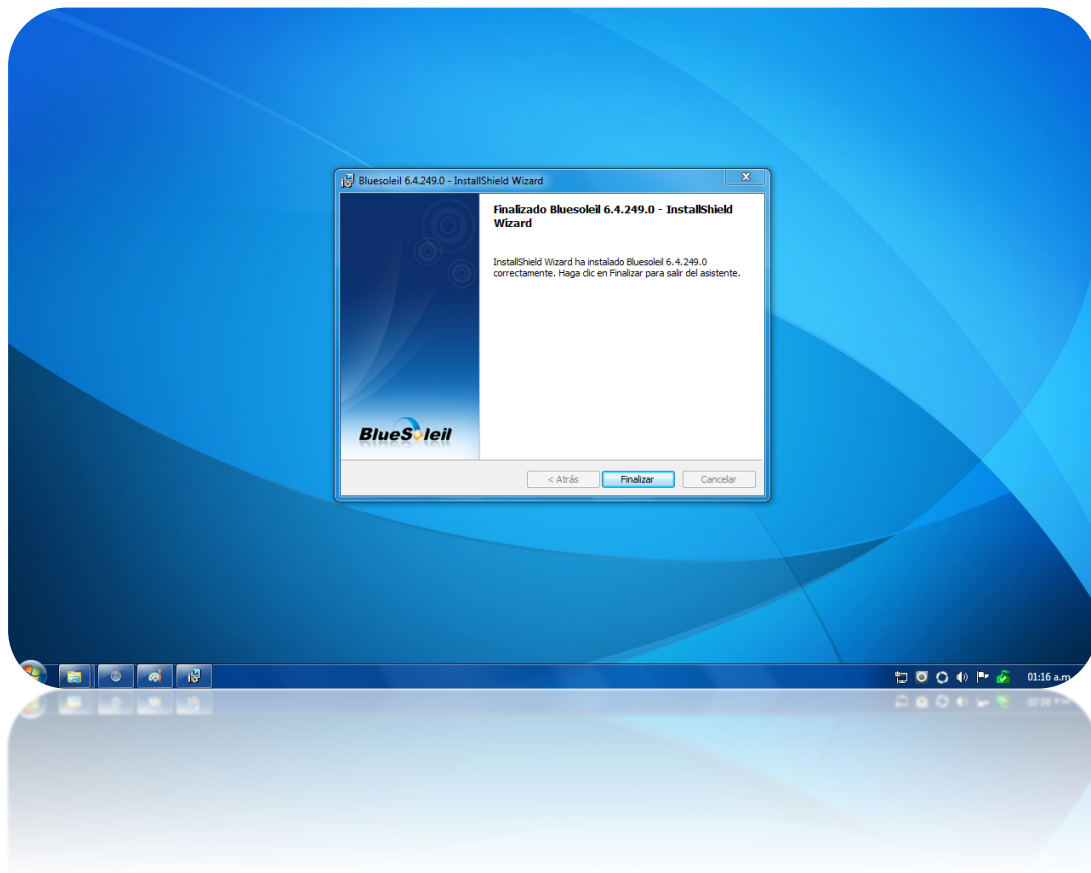 Bluesoleil 6.4.249.0 - InstallShield Wizard
Finalizado Bluesoleil 6.4.249.0 - InstallShield
Wizard
InstallShield Wizard ha instalado Bluesoleil 6.4.249.0
correctamente. Haga clic en Finalizar para salir del asistente.
BlueSoleil
< Atrás Finalizar Cancelar
01:16 a.m.